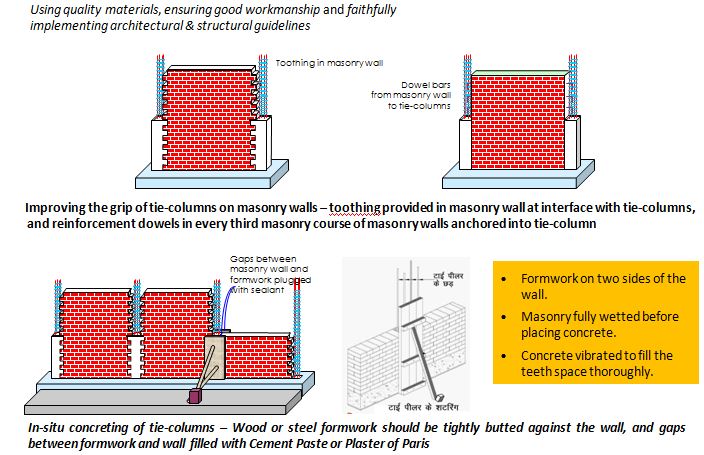 Using quality materials, ensuring good workmanship and faithfully
implementing architectural & structural guidelines
Toothing in masonry wall
Dowel bars
from masonry wall
to tie-columns
Improving the grip of tie-columns on masonry walls – toothing provided in masonry wall at interface with tie-columns,
and reinforcement dowels in every third masonry course of masonry walls anchored into tie-column
Gaps between
masonry wall and
formwork plugged
with sealant
टाई पीलर
के छड़
टाई पीलर के शटरिंग
• Formwork on two sides of the
wall.
• Masonry fully wetted before
placing concrete.
• Concrete vibrated to fill the
teeth space thoroughly.
In-situ concreting of tie-columns – Wood or steel formwork should be tightly butted against the wall, and gaps
between formwork and wall filled with Cement Paste or Plaster of Paris